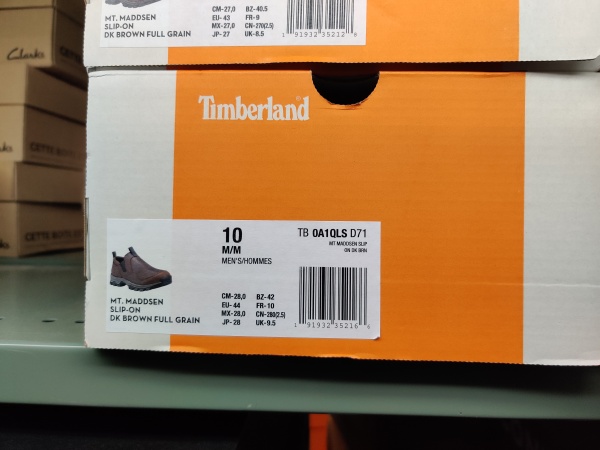 MT. MADDSEN
SLIP-ON
DK BROWN FULL GRAIN
CM-27,0 BZ-40.5
EU-43 FR-9
MX-27,0 CN-270(2.5)
JP-27 UK-8.5
1 91932 35212 8
Clarks
Timberland
10
M/M
MEN'S/HOMMES
TB 0A1QLS D71
MT MADDSEN SLIP
ON DK BRN
MT. MADDSEN
SLIP-ON
DK BROWN FULL GRAIN
CM-28,0 BZ-42
EU-44 FR-10
MX-28,0 CN-280(2.5)
JP-28 UK-9.5
1 91932 35216 6